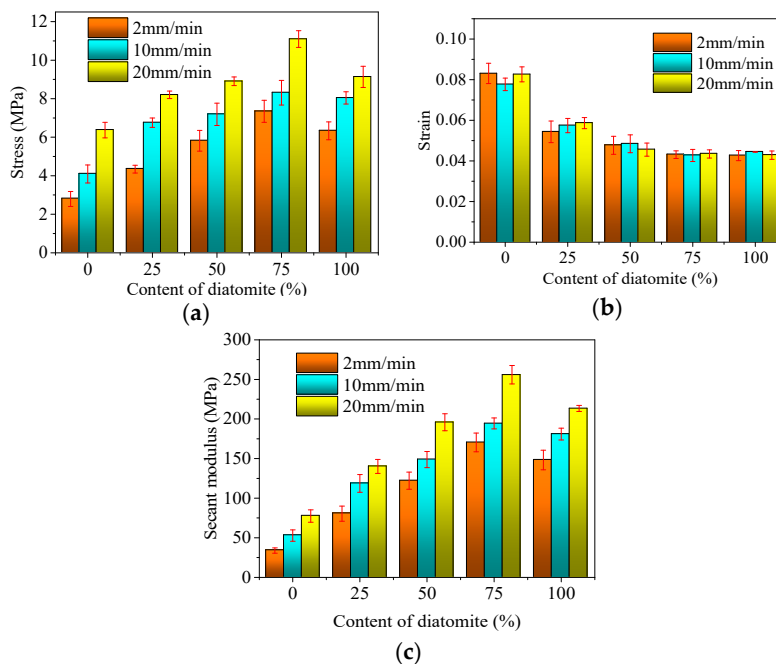 2mm/min
10mm/min
20mm/min
Stress (MPa)
12
10
8
6
4
2
0
0 25 50 75 100
Content of diatomite (%)
(a)
2mm/min
10mm/min
20mm/min
Strain
0.10
0.08
0.06
0.04
0.02
0.00
0 25 50 75 100
Content of diatomite (%)
(b)
2mm/min
10mm/min
20mm/min
Secant modulus (MPa)
300
250
200
150
100
50
0
0 25 50 75 100
Content of diatomite (%)
(c)